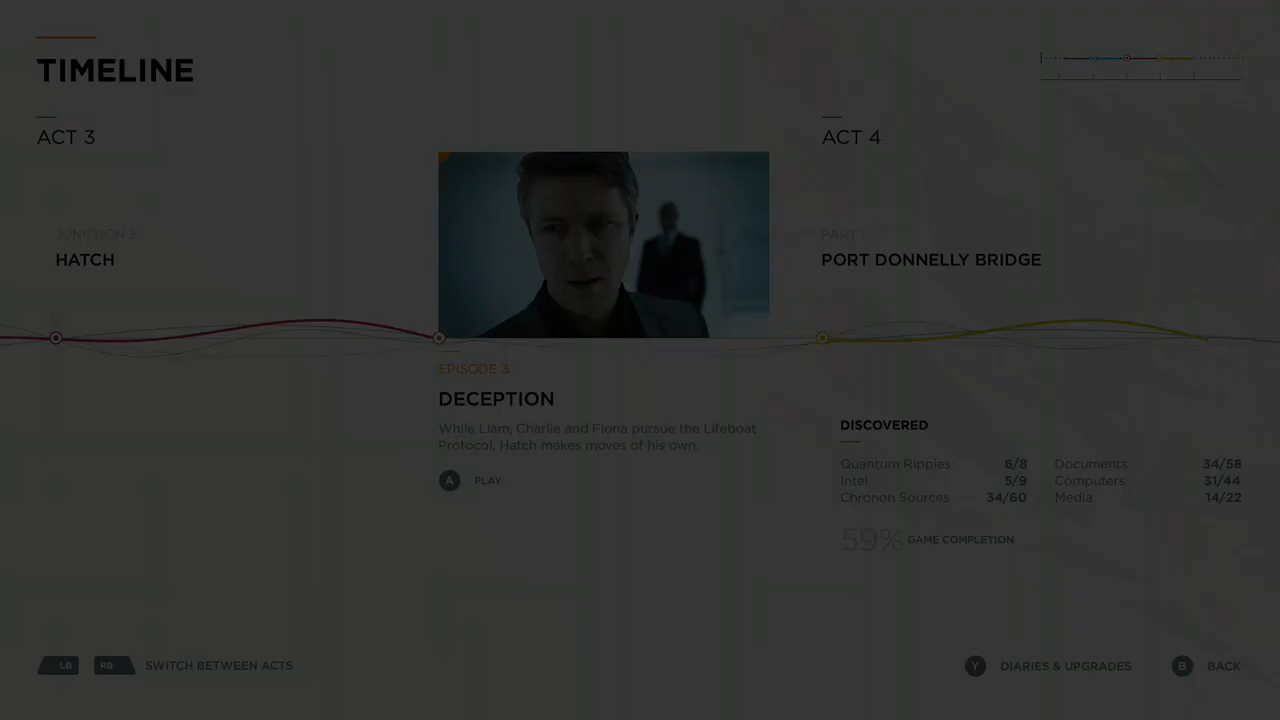 TIMELINE
ACT 3
ACT 4
HATCH
PART
PORT DONNELLY BRIDGE
EPISODE 3
DECEPTION
While Liam, Charlie and Fiona pursue the Lifeboat
Protocol, Hatch makes moves of his own.
A PLAY
DISCOVERED
Quantum Ripples 6/8 Documents 34/58
Intel 5/9 Computers 31/44
Chronon Sources 34/60 Media 14/22
59% GAME COMPLETION
LB RB SWITCH BETWEEN ACTS
Y DIARIES & UPGRADES B BACK